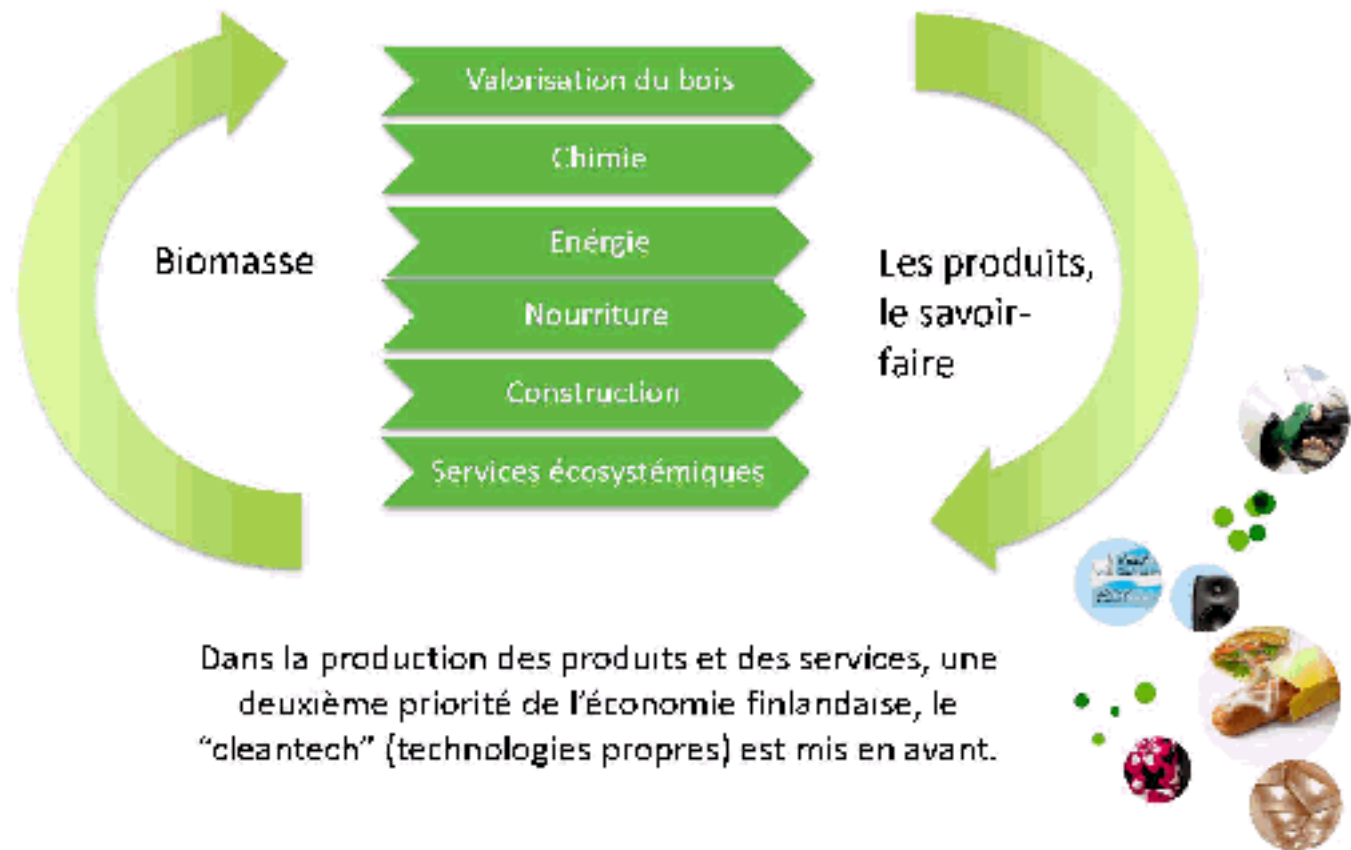 Valorisation du bois
Chimie
Enérgie
Nourriture
Construction
Services écosystémiques
Biomasse
Les produits,
le savoir-
faire
Dans la production des produits et des services, une
deuxième priorité de l'économie finlandaise, le
"cleantech" (technologies propres) est mis en avant.